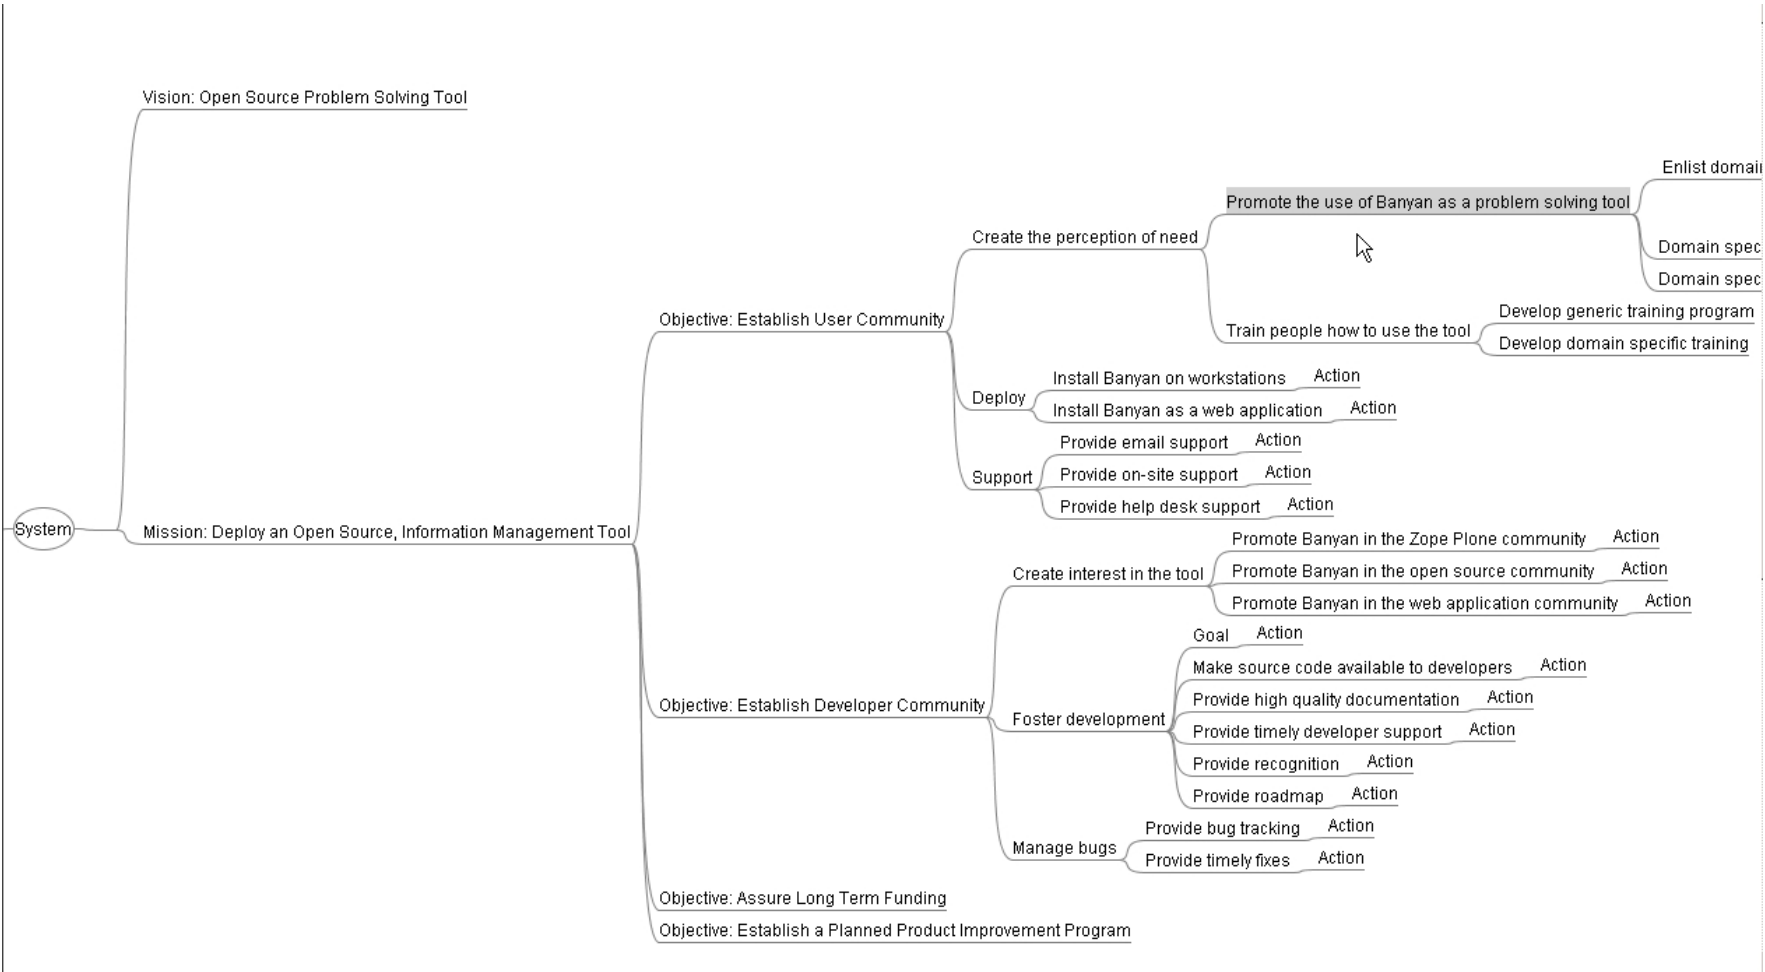 Vision: Open Source Problem Solving Tool
Enlist
Promote the use of Banyan as a problem solving tool
Create the perception of need
Domain
Domain
Objective: Establish User Community
Develop generic training program
Train people how to use the tool
Develop domain specific training
Install Banyan on workstations Action
Deploy
Install Banyan as a web application Action
Provide email support Action
Support
Provide on-site support Action
Provide help desk support Action
System
Mission: Deploy an Open Source, Information Management Tool
Promote Banyan in the Zope Plone community Action
Create interest in the tool
Promote Banyan in the open source community Action
Promote Banyan in the web application community Action
Goal Action
Make source code available to developers Action
Provide high quality documentation Action
Objective: Establish Developer Community
Foster development
Provide timely developer support Action
Provide recognition Action
Provide roadmap Action
Provide bug tracking Action
Manage bugs
Provide timely fixes Action
Objective: Assure Long Term Funding
Objective: Establish a Planned Product Improvement Program